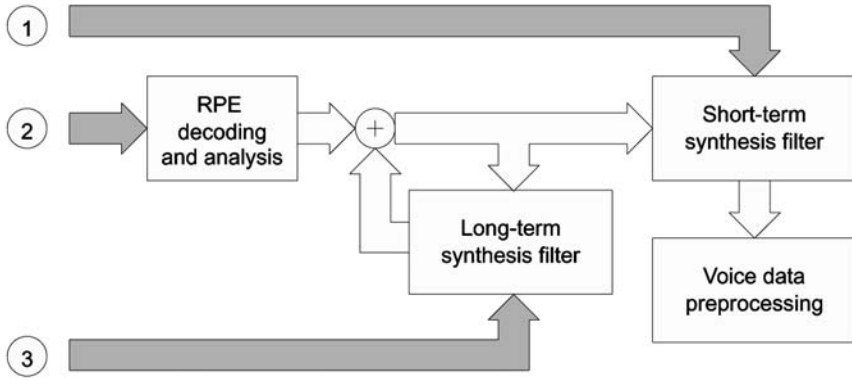 1
2
RPE
decoding
and analysis
+
Short-term
synthesis filter
Long-term
synthesis filter
Voice data
preprocessing
3